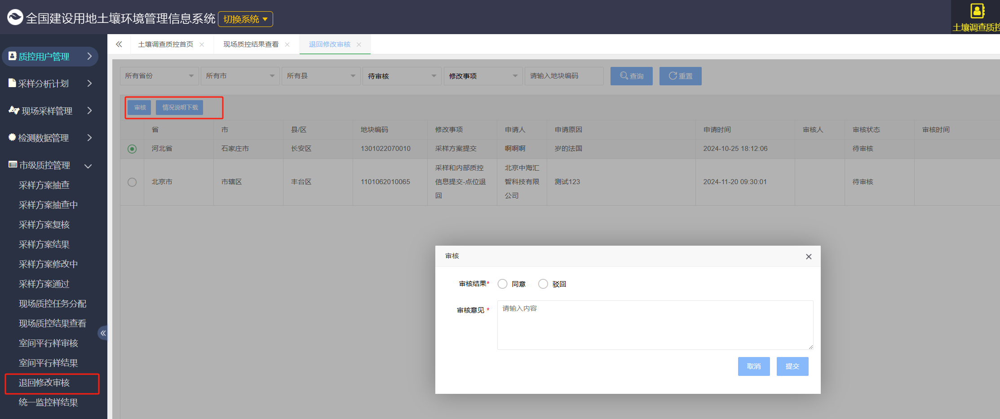 全国建设用地土壤环境管理信息系统
切换系统
质控用户管理
采样分析计划
现场采样管理
检测数据管理
市级质控管理
采样方案抽查
采样方案抽查中
采样方案复核
采样方案结果
采样方案修改中
采样方案通过
现场质控任务分配
现场质控结果查看
室间平行样审核
室间平行样结果
退回修改审核
统一监控样结果
土壤调查质控
土壤调查质控首页
现场质控结果查看
退回修改审核
所有省份
所有市
所有县
待审核
修改事项
请输入地块编码
查询
重置
审核
情况说明下载
省 市 县/区 地块编码 修改事项 申请人 申请原因 申请时间 审核人 审核状态 审核时间
河北省 石家庄市 长安区 1301022070010 采样方案提交 啊啊啊 岁的法国 2024-10-25 18:12:06 待审核
采样和内部质控 北京中海汇
北京市 市辖区 丰台区 1101062010065 信息提交-点位退 智科技有限 测试123 2024-11-20 09:30:01 待审核
回 公司
审核
审核结果* 同意 驳回
审核意见 * 请输入内容
取消 提交